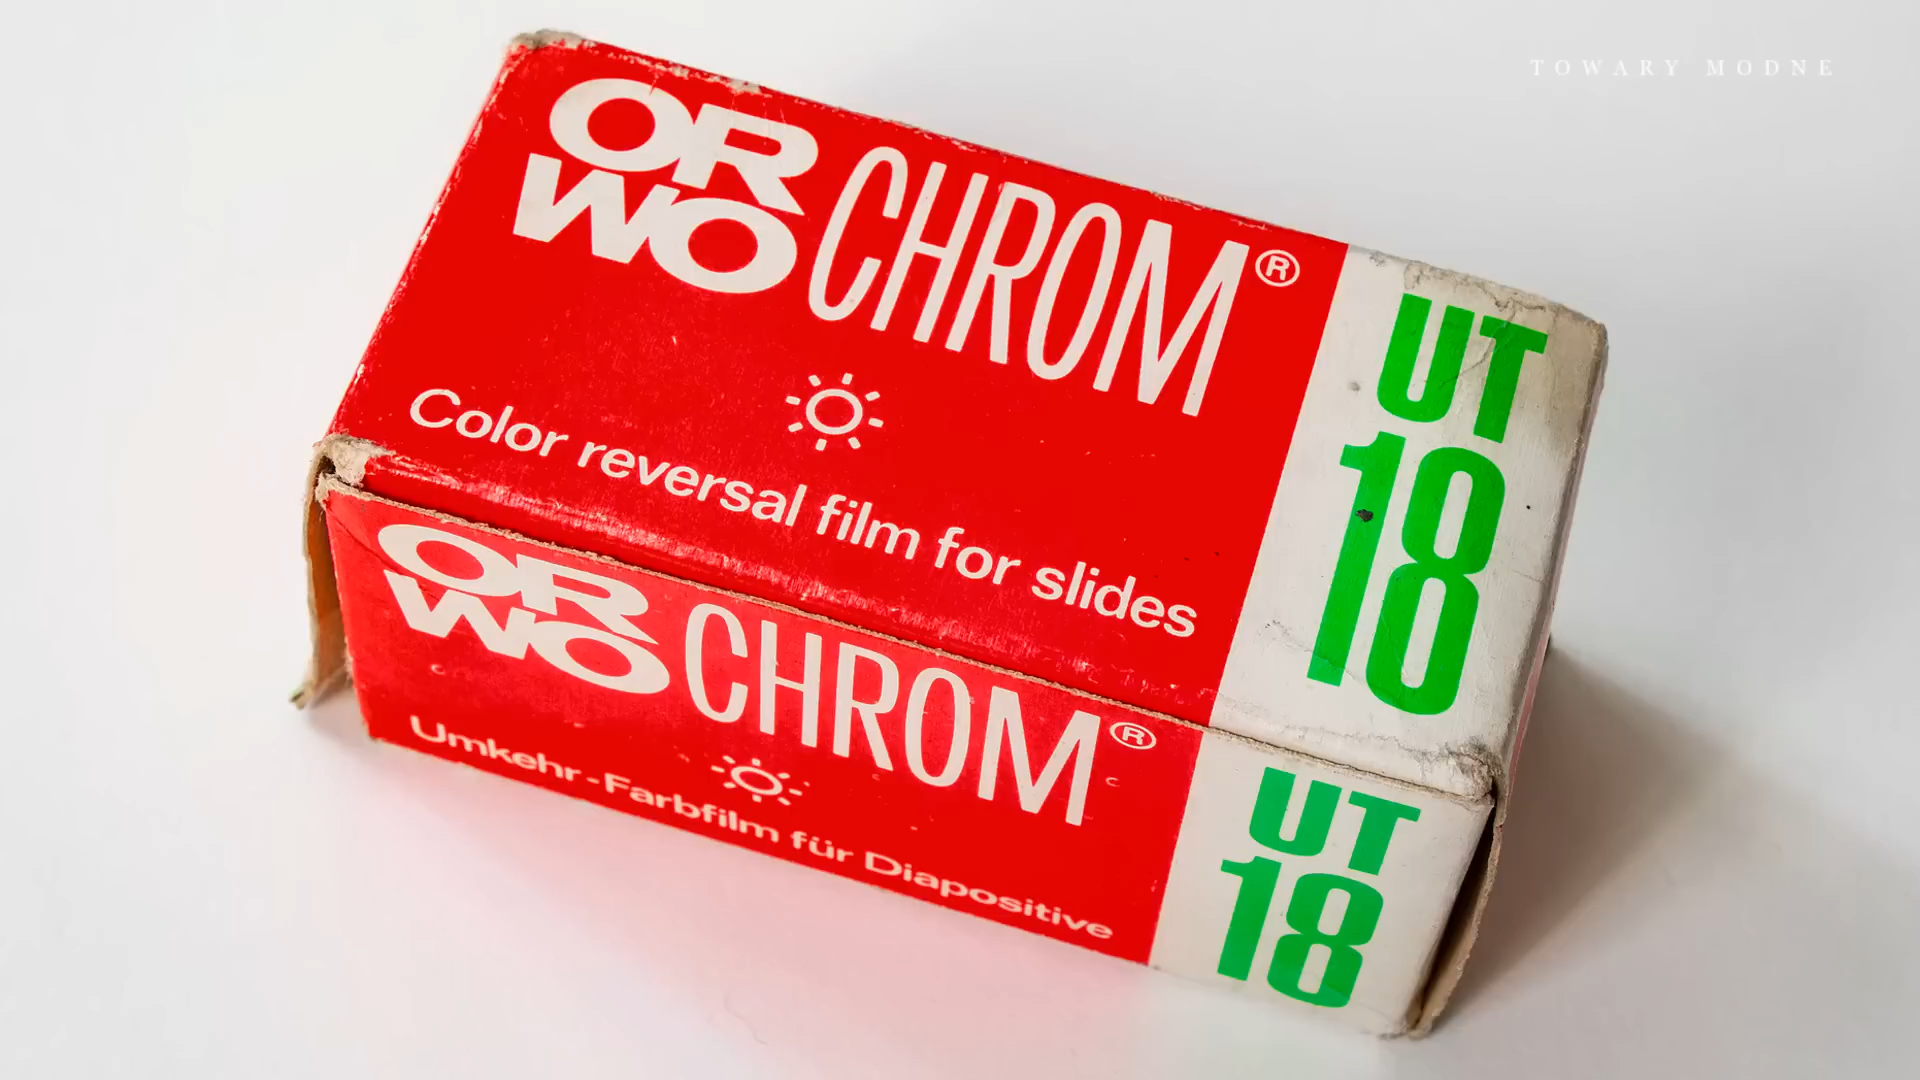 TOWARY MODNE
OR
WO CHROM®
UT
18
Color reversal film for slides
OR
WO CHROM®
UT
18
Umkehr-Farbfilm für Diapositive